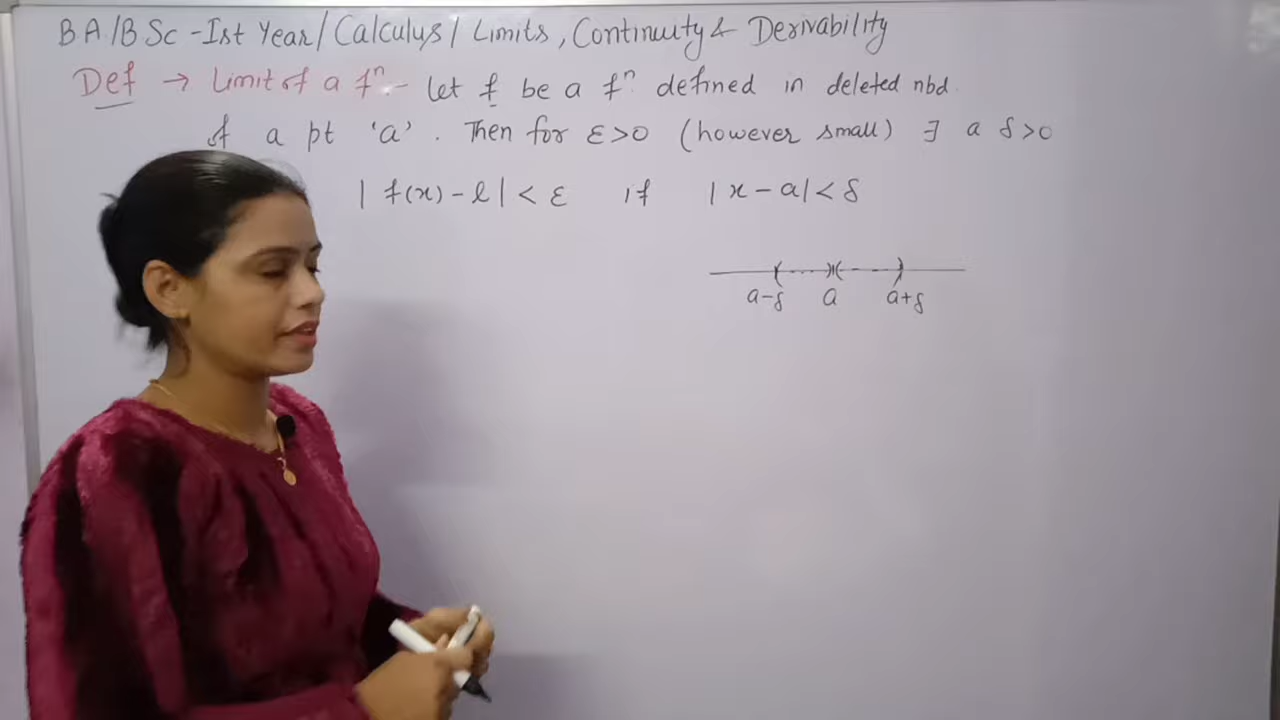 BA/BSc - Ist Year/ Calculus/ Limits, Continuity & Derivability
Def → Limit of a fⁿ :- Let f be a fⁿ defined in deleted nbd.
of a pt 'a'. Then for ε>0 (however small) ∃ a δ>0
|f(x) - l| < ε if |x - a| < δ
a-δ a a+δ